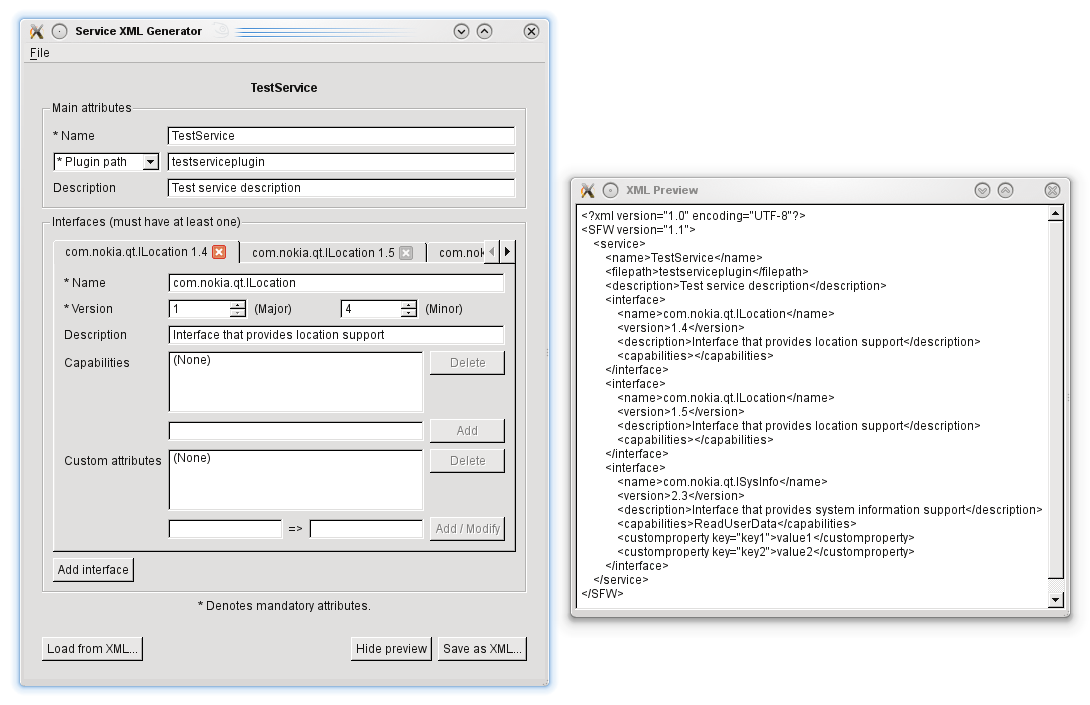 Service XML Generator
File
TestService
Main attributes
* Name TestService
* Plugin path testserviceplugin
Description Test service description
Interfaces (must have at least one)
com.nokia.qt.ILocation 1.4 com.nokia.qt.ILocation 1.5 com.nok
* Name com.nokia.qt.ILocation
* Version 1 (Major) 4 (Minor)
Description Interface that provides location support
Capabilities (None) Delete
Add
Custom attributes (None) Delete
=> Add / Modify
Add interface
* Denotes mandatory attributes.
Load from XML... Hide preview Save as XML...
XML Preview
<?xml version="1.0" encoding="UTF-8"?>
<SFW version="1.1">
<service>
<name>TestService</name>
<filepath>testserviceplugin</filepath>
<description>Test service description</description>
<interface>
<name>com.nokia.qt.ILocation</name>
<version>1.4</version>
<description>Interface that provides location support</description>
<capabilities></capabilities>
</interface>
<interface>
<name>com.nokia.qt.ILocation</name>
<version>1.5</version>
<description>Interface that provides location support</description>
<capabilities></capabilities>
</interface>
<interface>
<name>com.nokia.qt.ISysInfo</name>
<version>2.3</version>
<description>Interface that provides system information support</description>
<capabilities>ReadUserData</capabilities>
<customproperty key="key1">value1</customproperty>
<customproperty key="key2">value2</customproperty>
</interface>
</service>
</SFW>